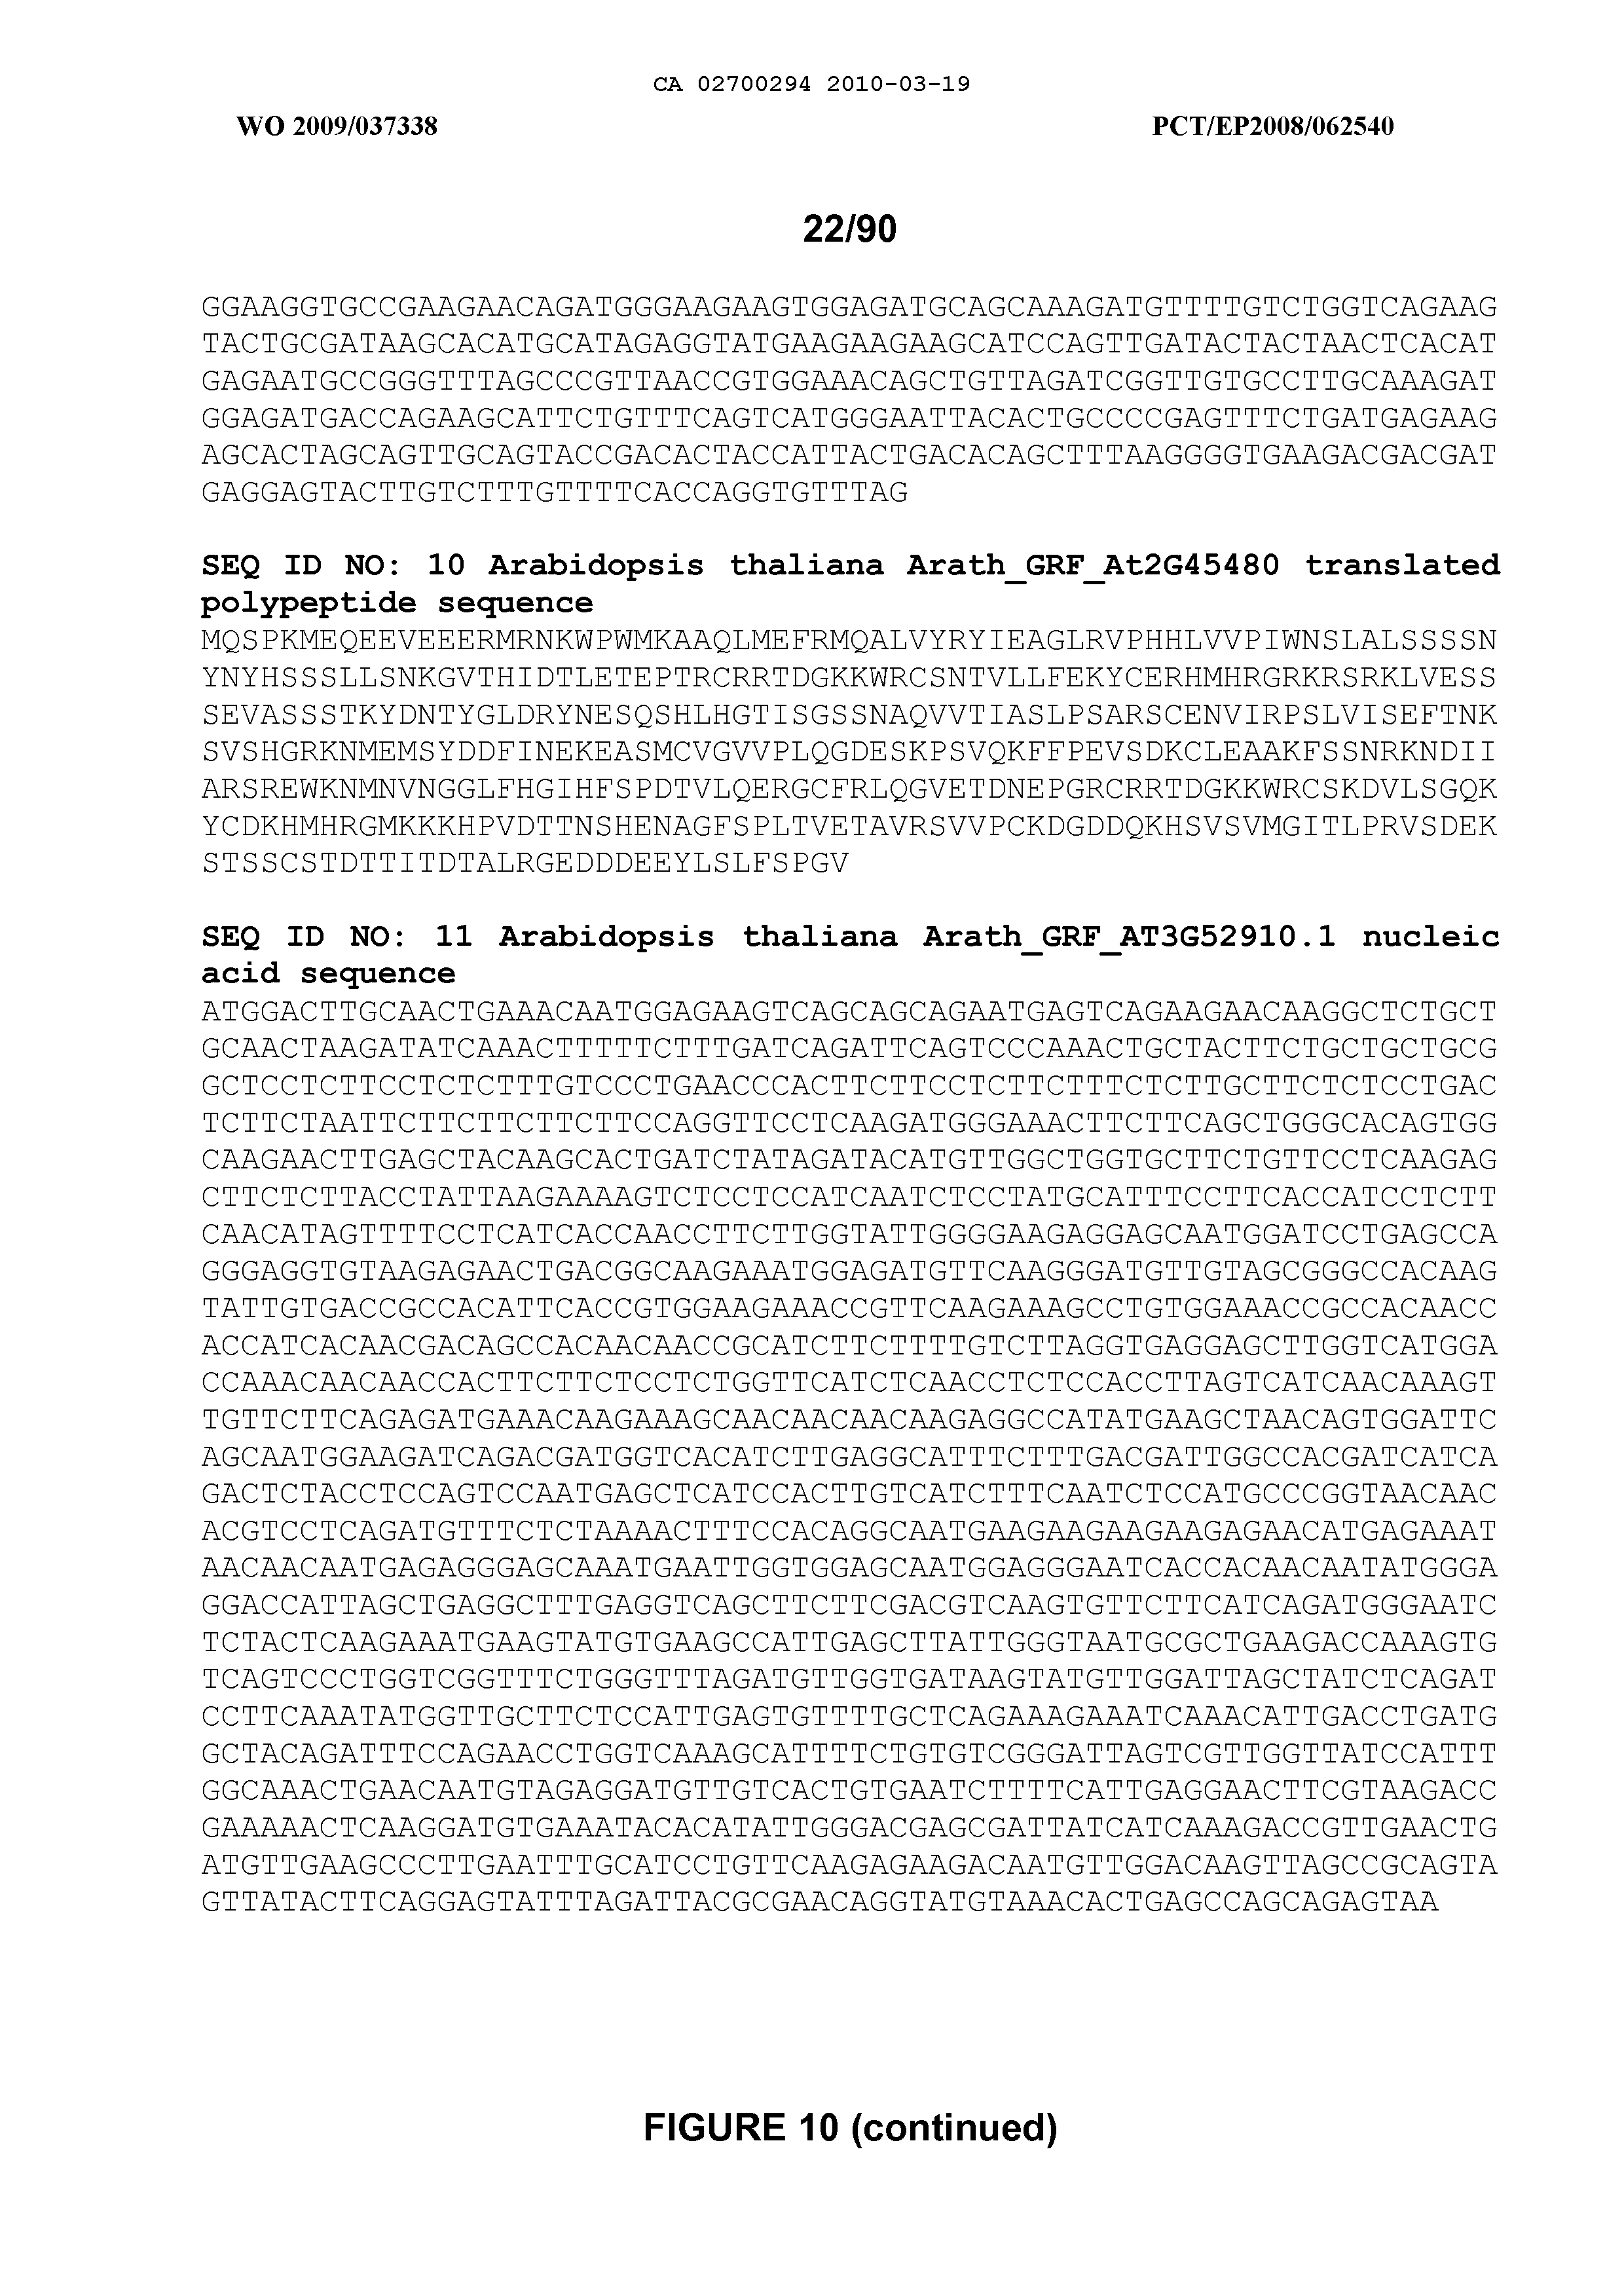 CA 02700294 2010-03-19
WO 2009/037338
PCT/EP2008/062540
22/90
GGAAGGTGCCGAAGAACAGATGGGAAGAAGTGGAGATGCAGCAAAGATGTTTTGTCTGGTCAGAAG
TACTGCGATAAGCACATGCATAGAGGTATGAAGAAGAAGCATCCAGTTGATACTACTAACTCACAT
GAGAATGCCGGGTTTAGCCCGTTAACCGTGGAAACAGCTGTTAGATCGGTTGTGCCTTGCAAAGAT
GGAGATGACCAGAAGCATTCTGTTTCAGTCATGGGAATTACACTGCCCCGAGTTTCTGATGAGAAG
AGCACTAGCAGTTGCAGTACCGACACTACCATTACTGACACAGCTTTAAGGGGTGAAGACGACGAT
GAGGAGTACTTGTCTTTGTTTTCACCAGGTGTTTAG
SEQ ID NO: 10 Arabidopsis thaliana Arath_GRF_At2G45480 translated
polypeptide sequence
MQSPKMEQEEVEEERMRNKWPWMKAAQLMEFRMQALVYRYIEAGLRVPHHLVVPIWNSLALSSSSN
YNYHSSSLLSNKGVTHIDTLETEPTRCRRTDGKKWRCSNTVLLFEKYCERHMHRGRKRSRKLVESS
SEVASSSTKYDNTYGLDRYNESQSHLHGTISGSSNAQVVTIASLPSARSCENVIRPSLVISEFTNK
SVSHGRKNMEMSYDDFINEKEASMCVGVVPLQGDESKPSVQKFFPEVSDKCLEAAKFSSNRKNDII
ARSREWKNMNVNGGLFHGIHFSPDTVLQERGCFRLQGVETDNEPGRCRRTDGKKWRCSKDVLSGQK
YCDKHMHRGMKKKHPVDTTNSHENAGFSPLTVETAVRSVVPCKDGDDQKHSVSVMGITLPRVSDEK
STSSCSTDTTITDTALRGEDDDEEYLSLFSPGV
SEQ ID NO: 11 Arabidopsis thaliana Arath_GRF_AT3G52910.1 nucleic
acid sequence
ATGGACTTGCAACTGAAACAATGGAGAAGTCAGCAGCAGAATGAGTCAGAAGAACAAGGCTCTGCT
GCAACTAAGATATCAAACTTTTTCTTTGATCAGATTCAGTCCCAAACTGCTACTTCTGCTGCTGCG
GCTCCTCTTCCTCTCTTTGTCCCTGAACCCACTTCTTCCTCTTCTTTCTCTTGCTTCTCTCCTGAC
TCTTCTAATTCTTCTTCTTCTTCCAGGTTCCTCAAGATGGGAAACTTCTTCAGCTGGGCACAGTGG
CAAGAACTTGAGCTACAAGCACTGATCTATAGATACATGTTGGCTGGTGCTTCTGTTCCTCAAGAG
CTTCTCTTACCTATTAAGAAAAGTCTCCTCCATCAATCTCCTATGCATTTCCTTCACCATCCTCTT
CAACATAGTTTTCCTCATCACCAACCTTCTTGGTATTGGGGAAGAGGAGCAATGGATCCTGAGCCA
GGGAGGTGTAAGAGAACTGACGGCAAGAAATGGAGATGTTCAAGGGATGTTGTAGCGGGCCACAAG
TATTGTGACCGCCACATTCACCGTGGAAGAAACCGTTCAAGAAAGCCTGTGGAAACCGCCACAACC
ACCATCACAACGACAGCCACAACAACCGCATCTTCTTTTGTCTTAGGTGAGGAGCTTGGTCATGGA
CCAAACAACAACCACTTCTTCTCCTCTGGTTCATCTCAACCTCTCCACCTTAGTCATCAACAAAGT
TGTTCTTCAGAGATGAAACAAGAAAGCAACAACAACAAGAGGCCATATGAAGCTAACAGTGGATTC
AGCAATGGAAGATCAGACGATGGTCACATCTTGAGGCATTTCTTTGACGATTGGCCACGATCATCA
GACTCTACCTCCAGTCCAATGAGCTCATCCACTTGTCATCTTTCAATCTCCATGCCCGGTAACAAC
ACGTCCTCAGATGTTTCTCTAAAACTTTCCACAGGCAATGAAGAAGAAGAAGAGAACATGAGAAAT
AACAACAATGAGAGGGAGCAAATGAATTGGTGGAGCAATGGAGGGAATCACCACAACAATATGGGA
GGACCATTAGCTGAGGCTTTGAGGTCAGCTTCTTCGACGTCAAGTGTTCTTCATCAGATGGGAATC
TCTACTCAAGAAATGAAGTATGTGAAGCCATTGAGCTTATTGGGTAATGCGCTGAAGACCAAAGTG
TCAGTCCCTGGTCGGTTTCTGGGTTTAGATGTTGGTGATAAGTATGTTGGATTAGCTATCTCAGAT
CCTTCAAATATGGTTGCTTCTCCATTGAGTGTTTTGCTCAGAAAGAAATCAAACATTGACCTGATG
GCTACAGATTTCCAGAACCTGGTCAAAGCATTTTCTGTGTCGGGATTAGTCGTTGGTTATCCATTT
GGCAAACTGAACAATGTAGAGGATGTTGTCACTGTGAATCTTTTCATTGAGGAACTTCGTAAGACC
GAAAAACTCAAGGATGTGAAATACACATATTGGGACGAGCGATTATCATCAAAGACCGTTGAACTG
ATGTTGAAGCCCTTGAATTTGCATCCTGTTCAAGAGAAGACAATGTTGGACAAGTTAGCCGCAGTA
GTTATACTTCAGGAGTATTTAGATTACGCGAACAGGTATGTAAACACTGAGCCAGCAGAGTAA
FIGURE 10 (continued)